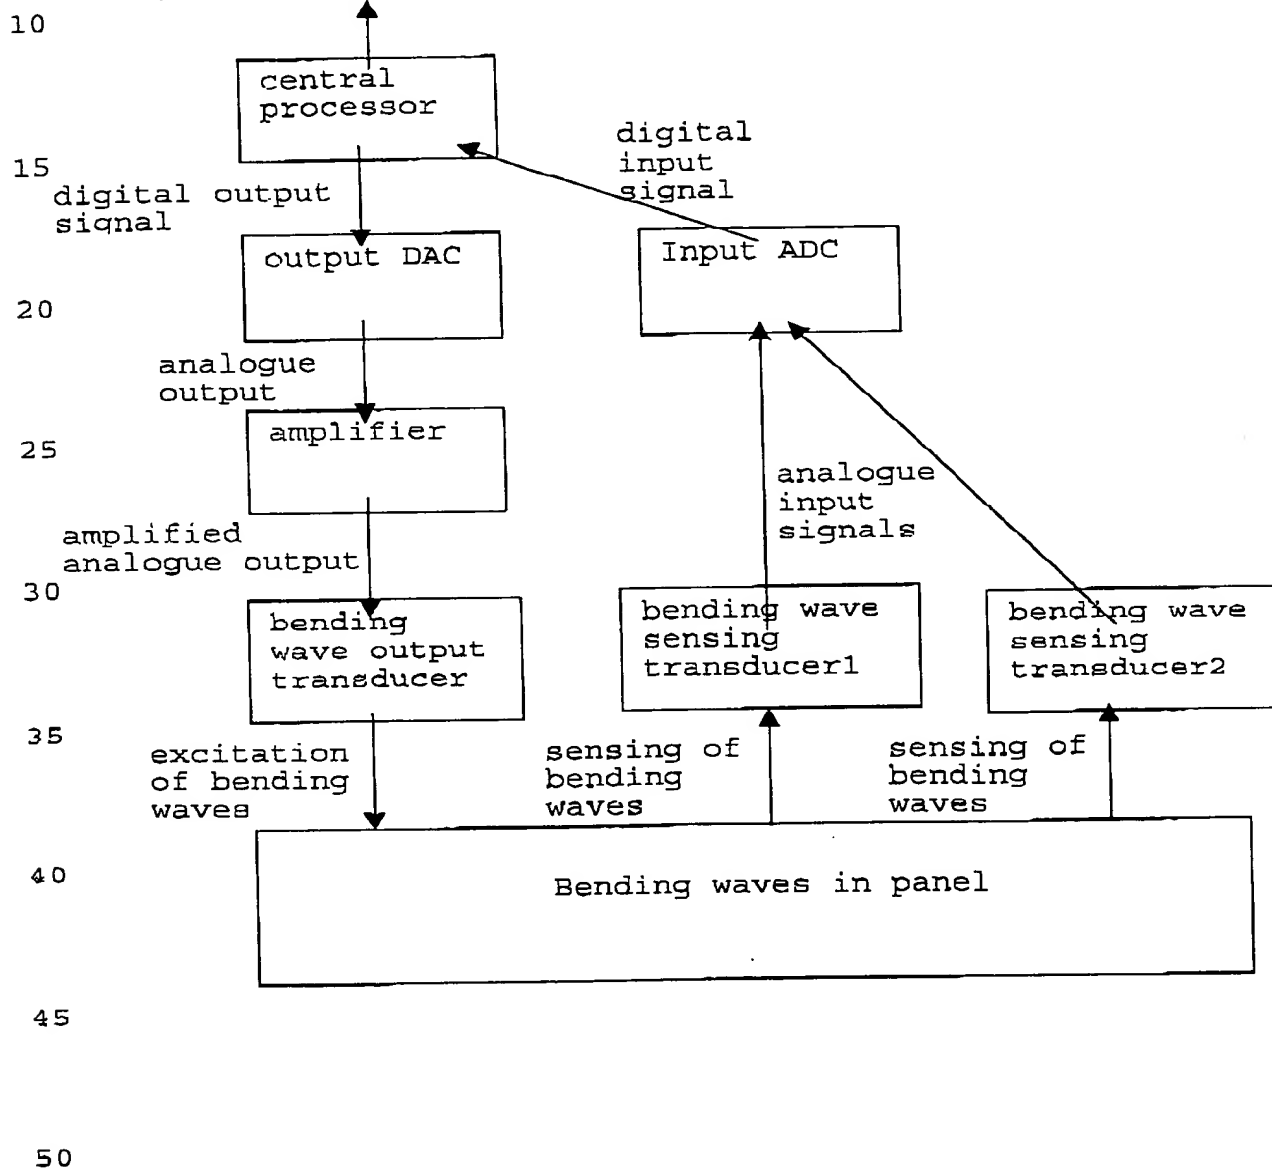 10
central
processor
digital
input
signal
15
digital output
signal
output DAC
Input ADC
20
analogue
output
amplifier
25
analogue
input
signals
amplified
analogue output
30
bending
wave output
transducer
bending wave
sensing
transducer1
bending wave
sensing
transducer2
35
excitation
of bending
waves
sensing of
bending
waves
sensing of
bending
waves
40
Bending waves in panel
45
50